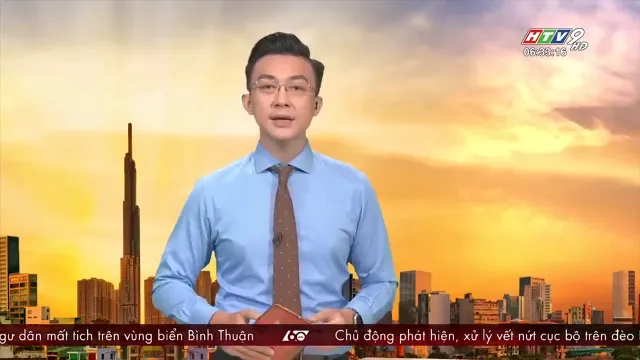 HTV9 HD
06:33:16
gư dân mất tích trên vùng biển Bình Thuận 60 Chủ động phát hiện, xử lý vết nứt cục bộ trên đèo